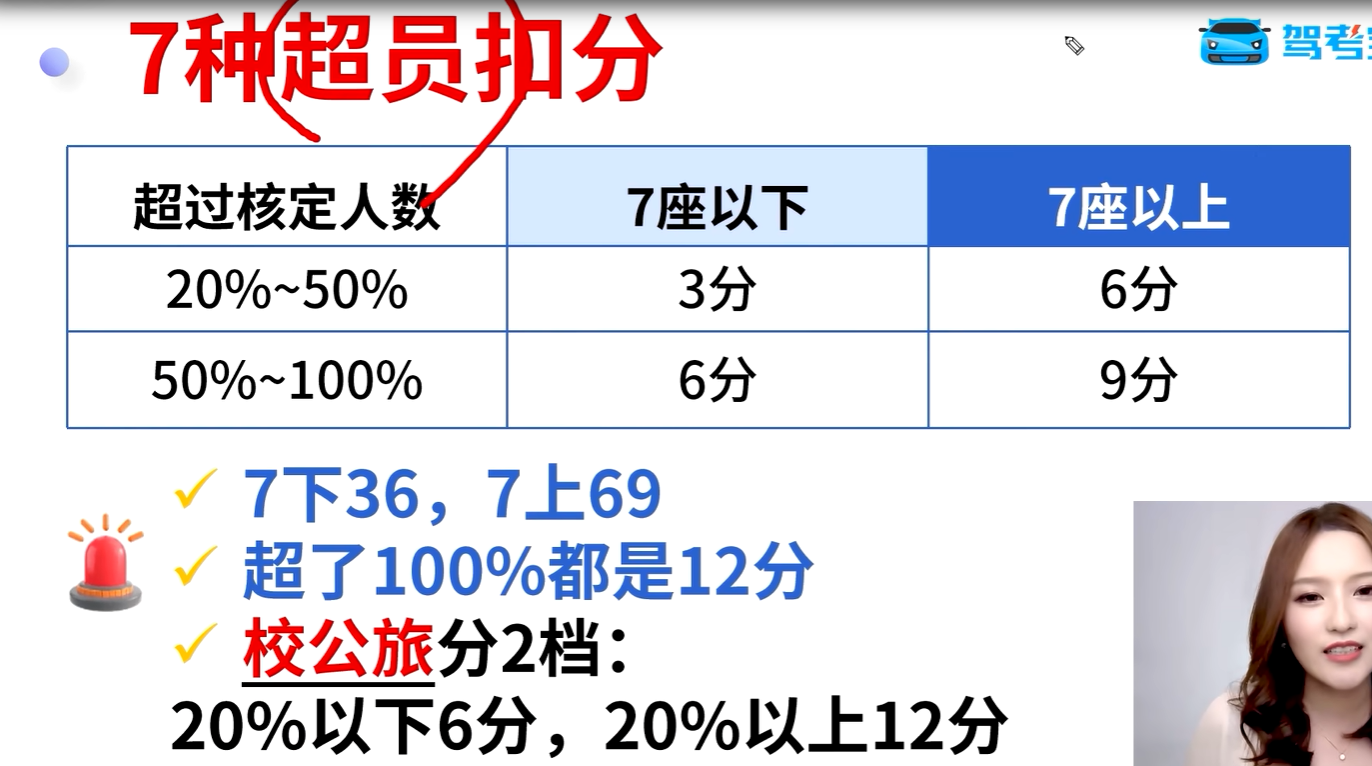 7种超员扣分
驾考
超过核定人数 7座以下 7座以上
20%~50% 3分 6分
50%~100% 6分 9分
7下36，7上69
超了100%都是12分
校公旅分2档：
20%以下6分，20%以上12分